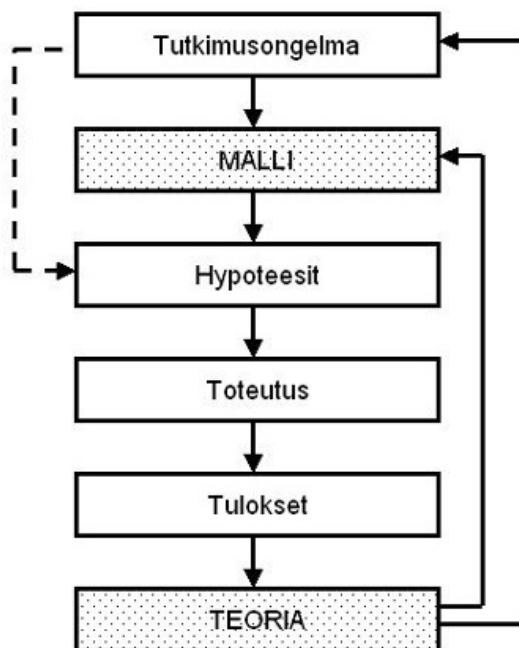 Tutkimusongelma
MALLI
Hypoteesit
Toteutus
Tulokset
TEORIA